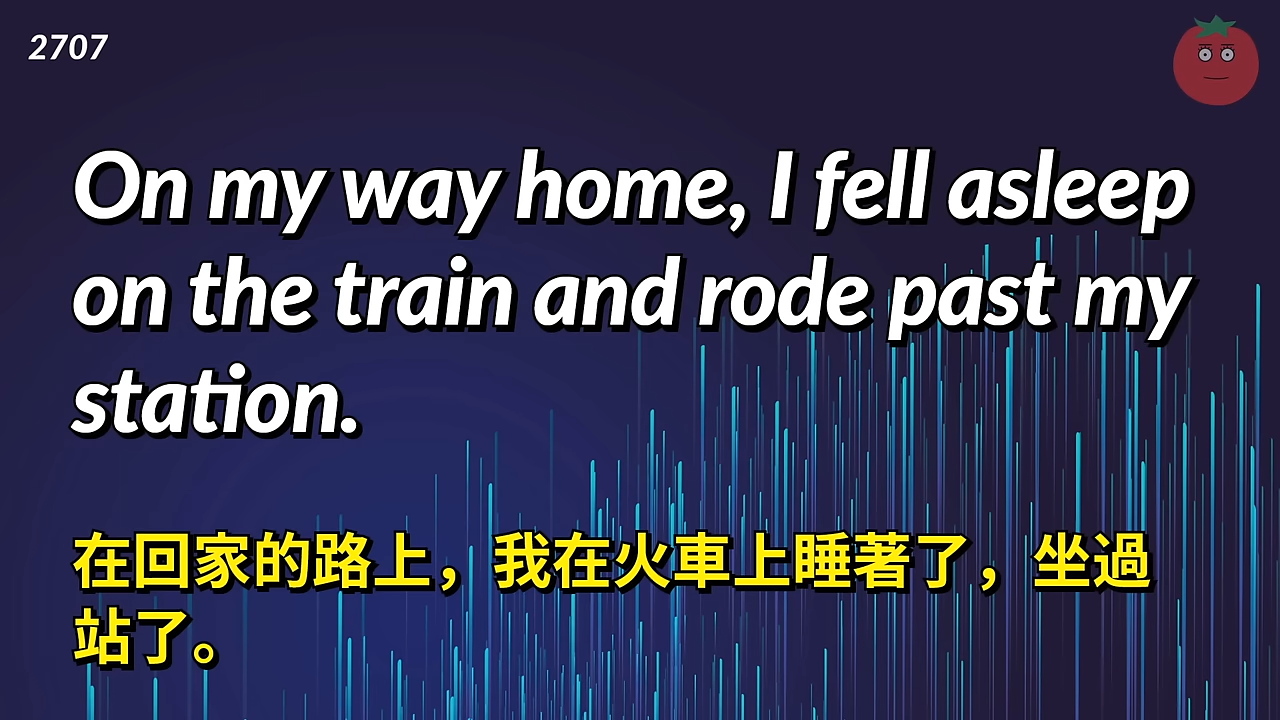 2707
On my way home, I fell asleep
on the train and rode past my
station.
在回家的路上，我在火車上睡著了，坐過
站了。